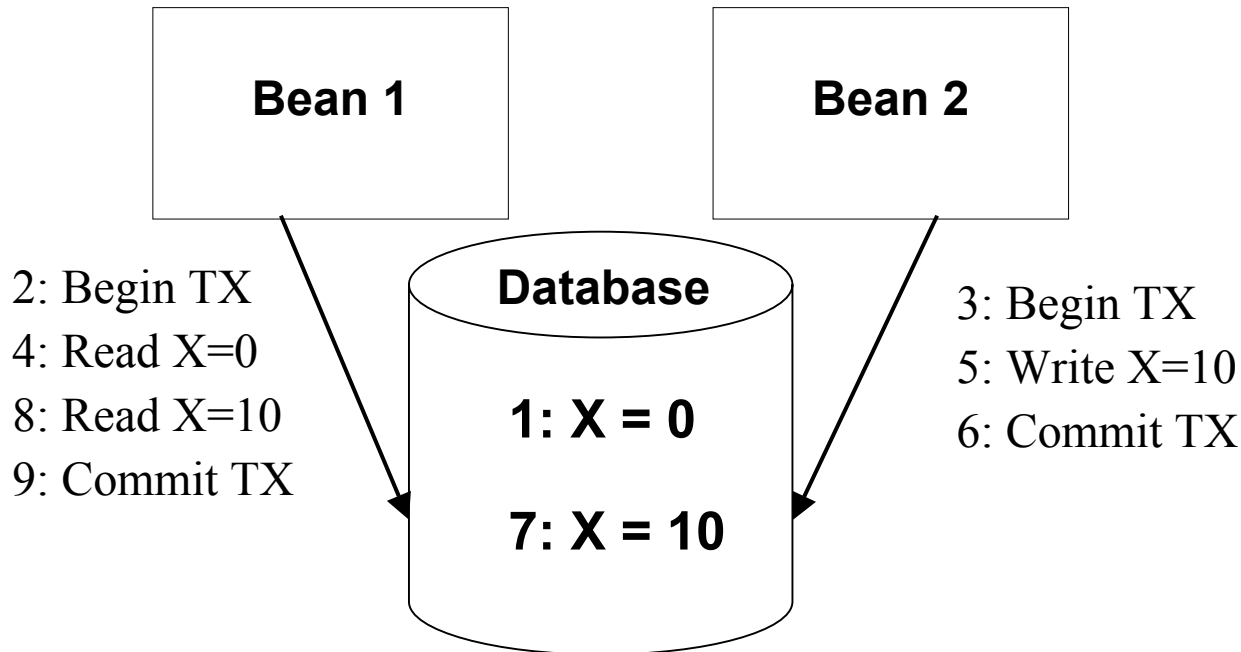 Bean 1
Bean 2
2: Begin TX
4: Read X=0
8: Read X=10
9: Commit TX
Database
1: X = 0
7: X = 10
3: Begin TX
5: Write X=10
6: Commit TX